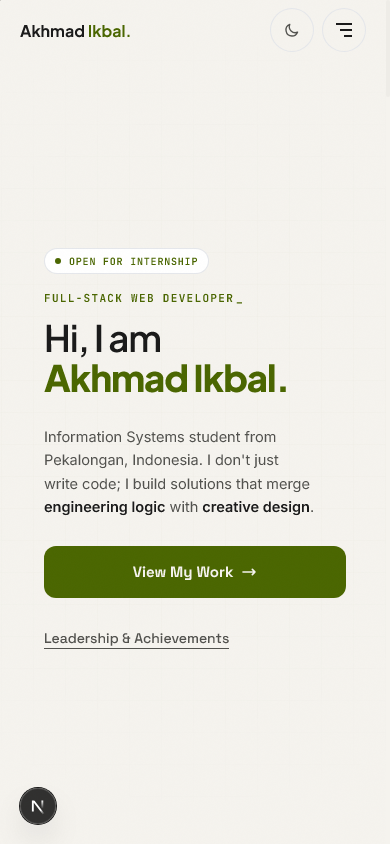 Akhmad Ikbal.
OPEN FOR INTERNSHIP
FULL-STACK WEB DEVELOPER_
Hi, I am
Akhmad Ikbal.
Information Systems student from
Pekalongan, Indonesia. I don't just
write code; I build solutions that merge
engineering logic with creative design.
View My Work →
Leadership & Achievements
N